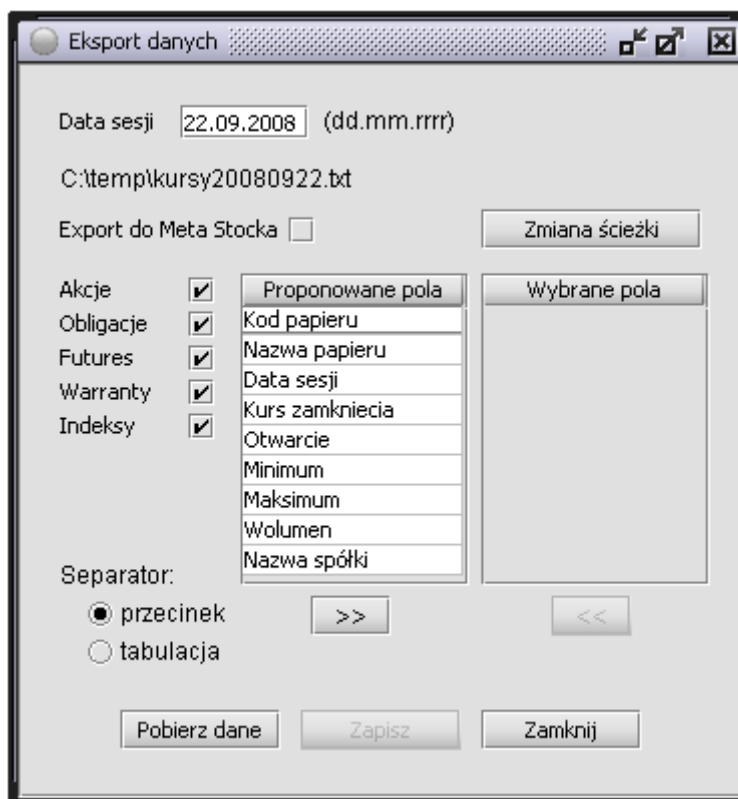 Eksport danych
Data sesji 22.09.2008 (dd.mm.rrrr)
C:\temp\kursy20080922.txt
Export do Meta Stocka
Zmiana ścieżki
Akcje
Obligacje
Futures
Warranty
Indeksy
Proponowane pola
Kod papieru
Nazwa papieru
Data sesji
Kurs zamkniecia
Otwarcie
Minimum
Maksimum
Wolumen
Nazwa spółki
Wybrane pola
Separator:
przecinek
tabulacja
>>
<<
Pobierz dane
Zapisz
Zamknij